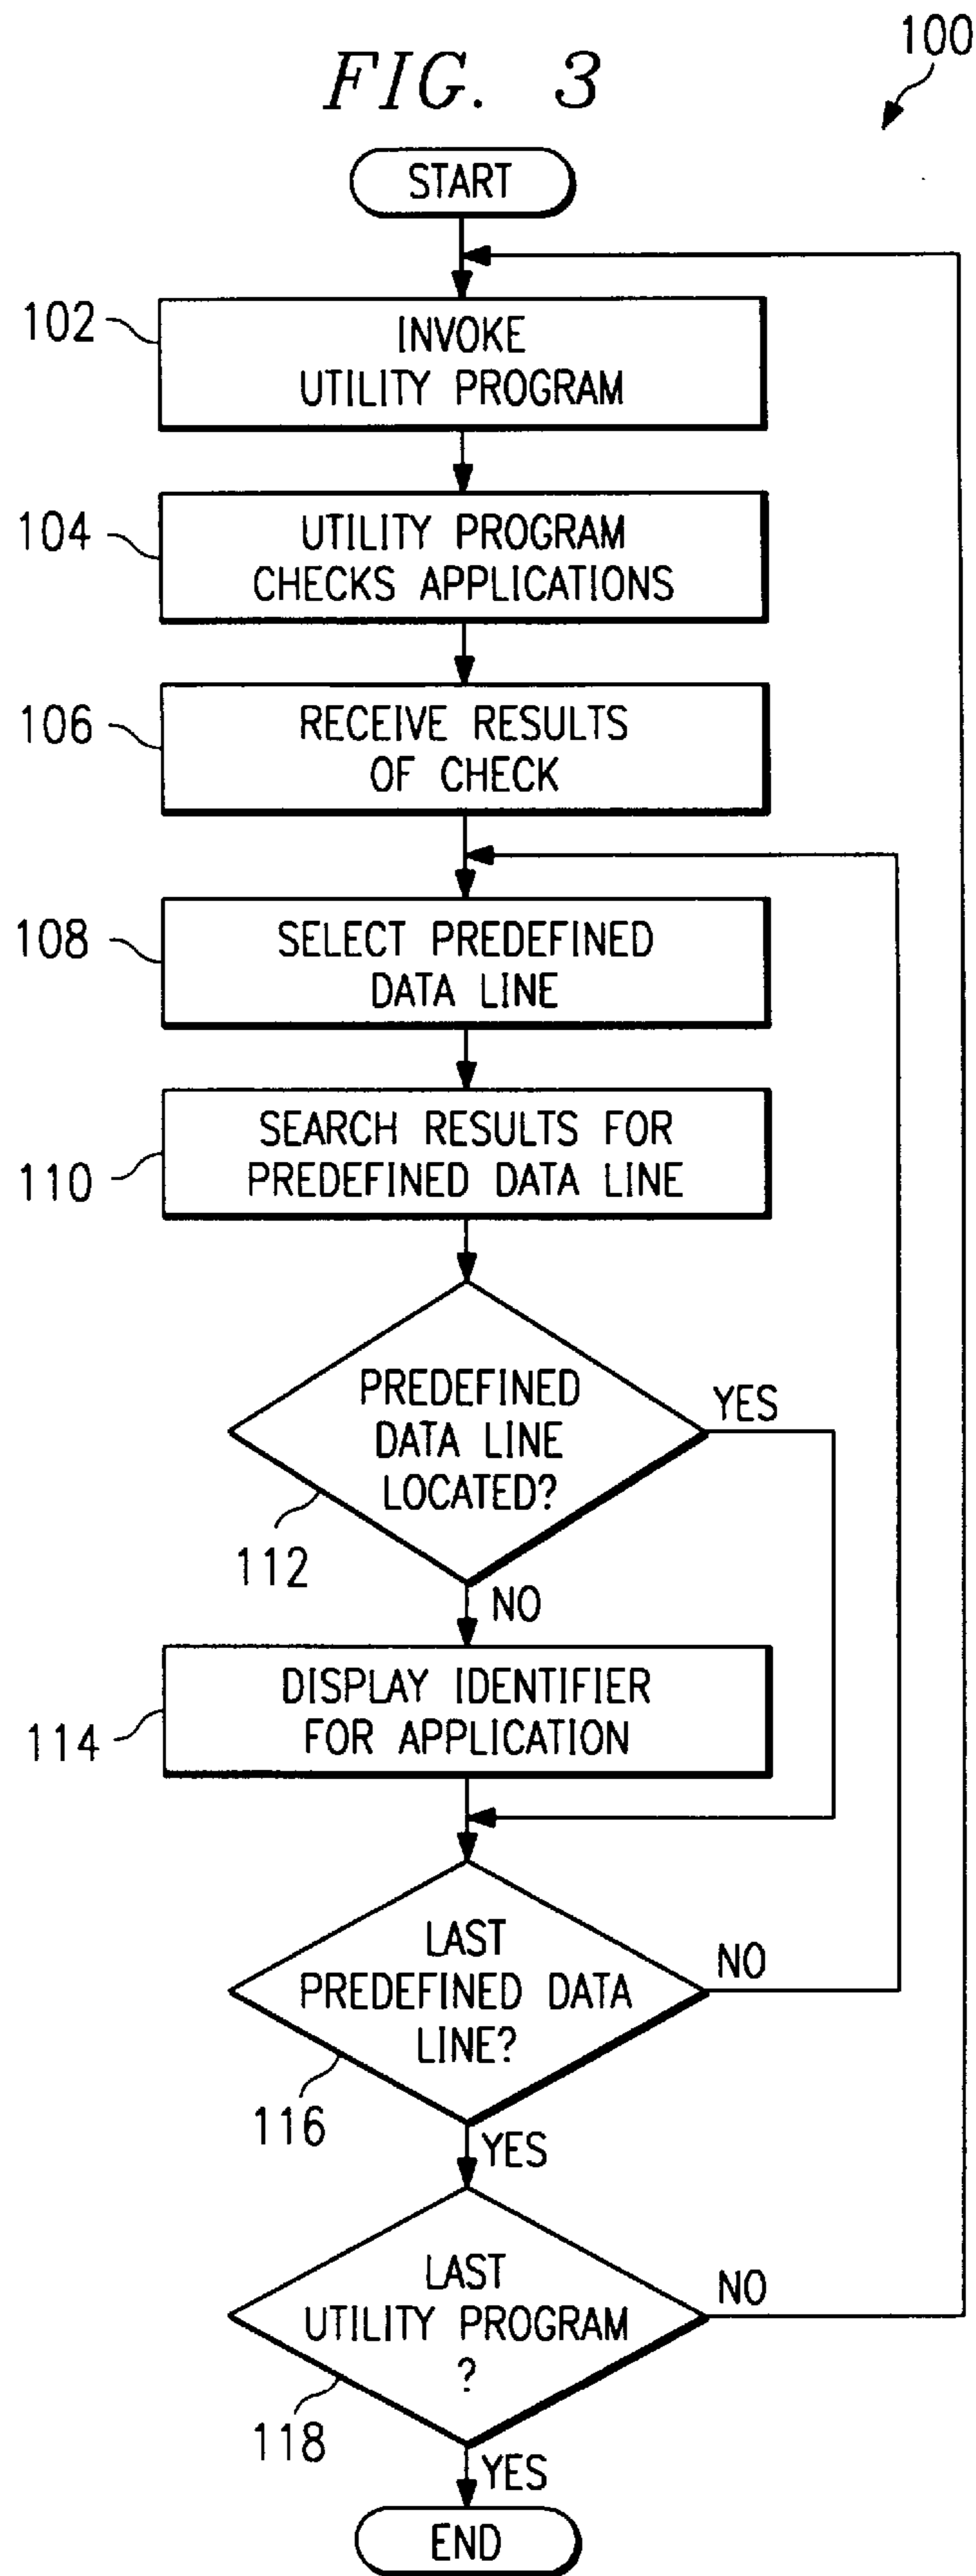 100
FIG. 3
START
102
INVOKE
UTILITY PROGRAM
104
UTILITY PROGRAM
CHECKS APPLICATIONS
106
RECEIVE RESULTS
OF CHECK
108
SELECT PREDEFINED
DATA LINE
110
SEARCH RESULTS FOR
PREDEFINED DATA LINE
PREDEFINED
DATA LINE
LOCATED?
YES
112
NO
114
DISPLAY IDENTIFIER
FOR APPLICATION
LAST
PREDEFINED DATA
LINE?
NO
116
YES
LAST
UTILITY PROGRAM
?
NO
118
YES
END